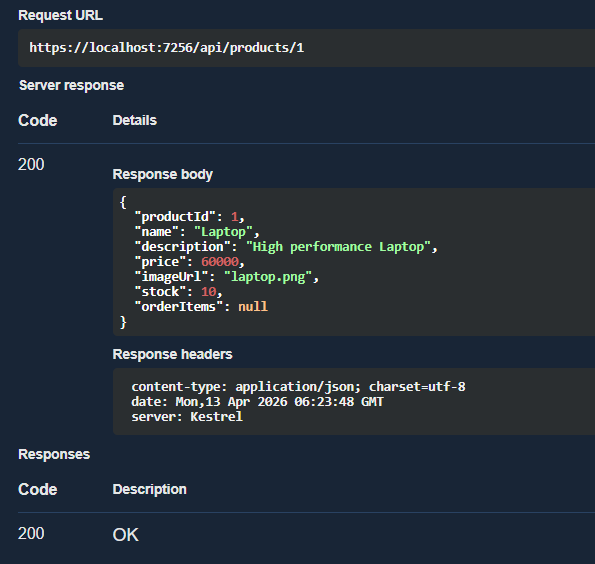 Request URL
https://localhost:7256/api/products/1
Server response
Code Details
200
Response body
{
  "productId": 1,
  "name": "Laptop",
  "description": "High performance Laptop",
  "price": 60000,
  "imageUrl": "laptop.png",
  "stock": 10,
  "orderItems": null
}
Response headers
content-type: application/json; charset=utf-8
date: Mon,13 Apr 2026 06:23:48 GMT
server: Kestrel
Responses
Code Description
200 OK